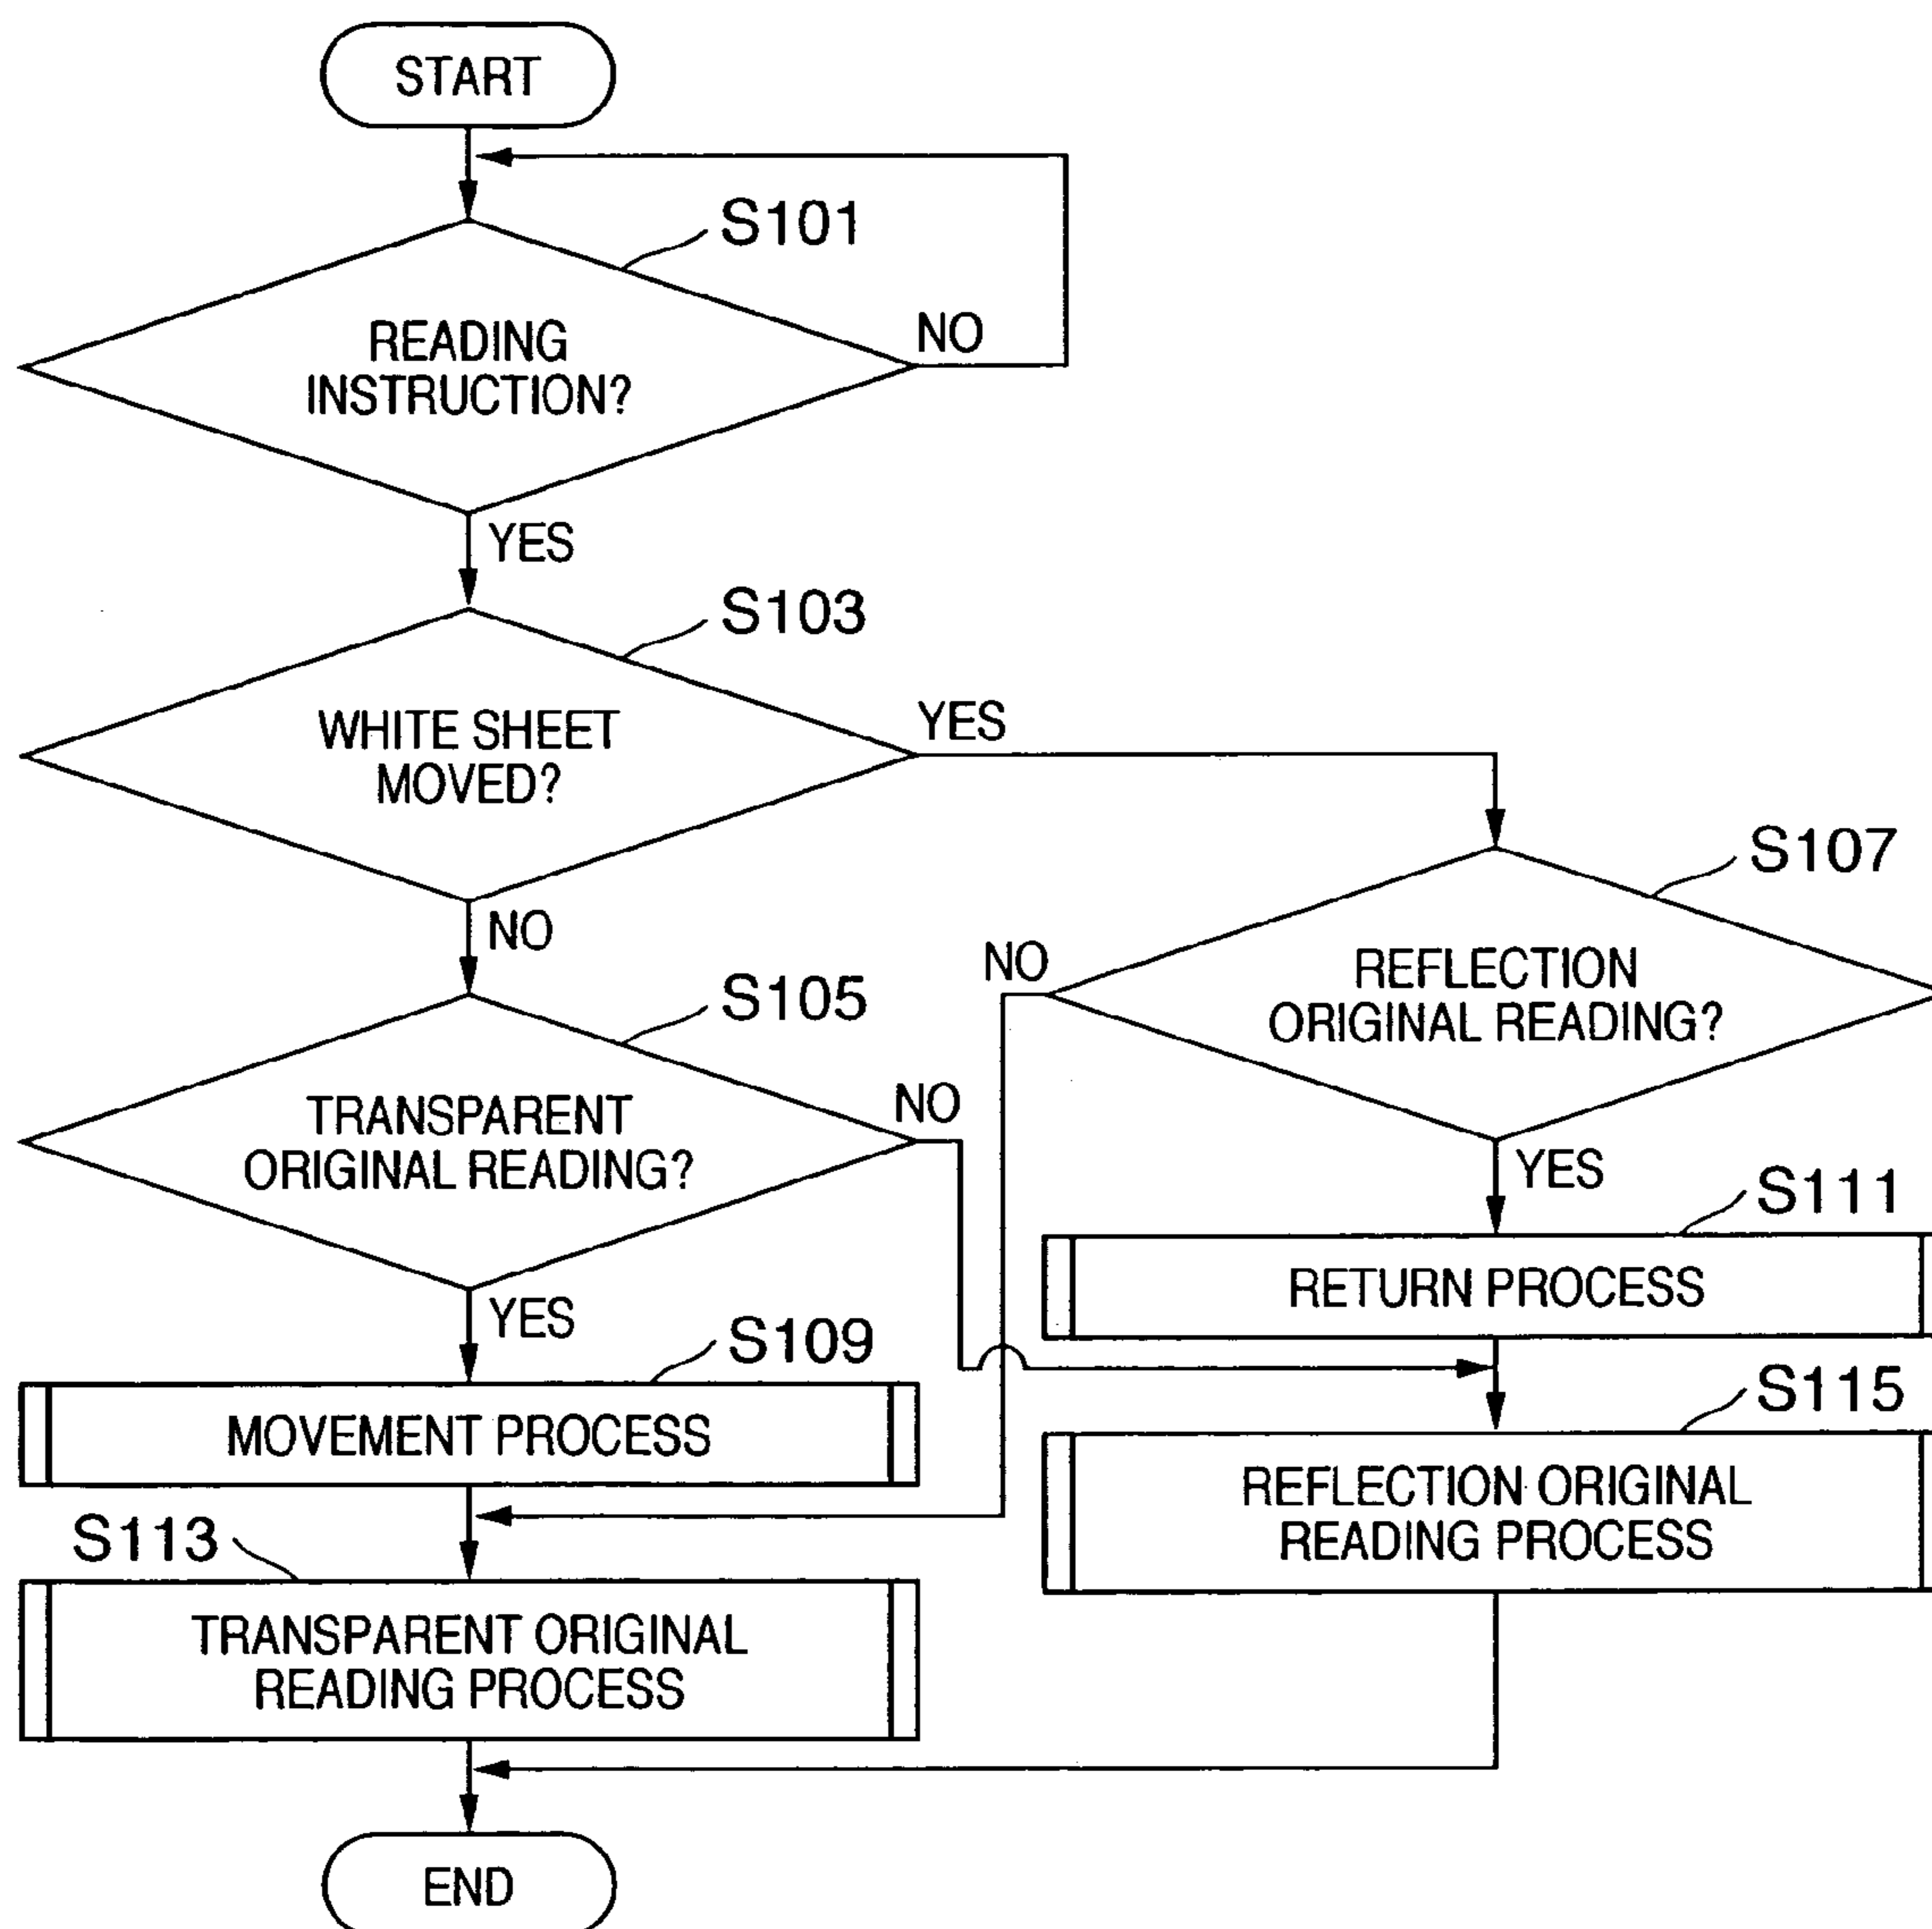 START
S101
READING
INSTRUCTION?
NO
YES
S103
WHITE SHEET
MOVED?
YES
NO
S107
REFLECTION
ORIGINAL READING?
NO
YES
S105
TRANSPARENT
ORIGINAL READING?
NO
YES
S111
RETURN PROCESS
S109
MOVEMENT PROCESS
S115
REFLECTION ORIGINAL
READING PROCESS
S113
TRANSPARENT ORIGINAL
READING PROCESS
END